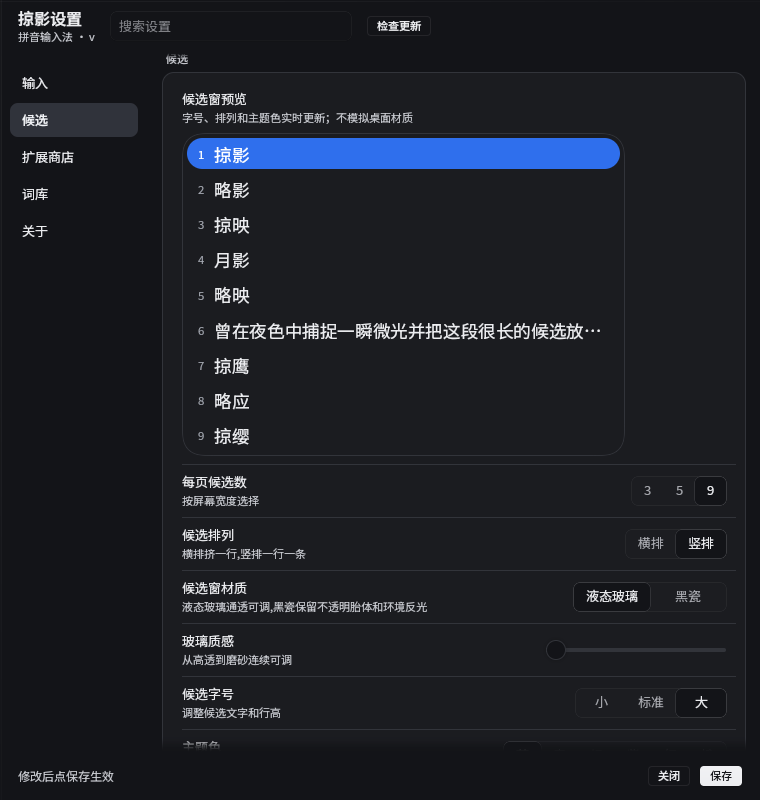 掠影设置
拼音输入法 · v
搜索设置
检查更新
输入
候选
扩展商店
词库
关于
候选
候选窗预览
字号、排列和主题色实时更新；不模拟桌面材质
1 掠影
2 略影
3 掠映
4 月影
5 略映
6 曾在夜色中捕捉一瞬微光并把这段很长的候选放…
7 掠鹰
8 略应
9 掠缨
每页候选数
按屏幕宽度选择
3 5 9
候选排列
横排挤一行,竖排一行一条
横排 竖排
候选窗材质
液态玻璃通透可调,黑瓷保留不透明胎体和环境反光
液态玻璃 黑瓷
玻璃质感
从高透到磨砂连续可调
候选字号
调整候选文字和行高
小 标准 大
主题色
修改后点保存生效
关闭
保存